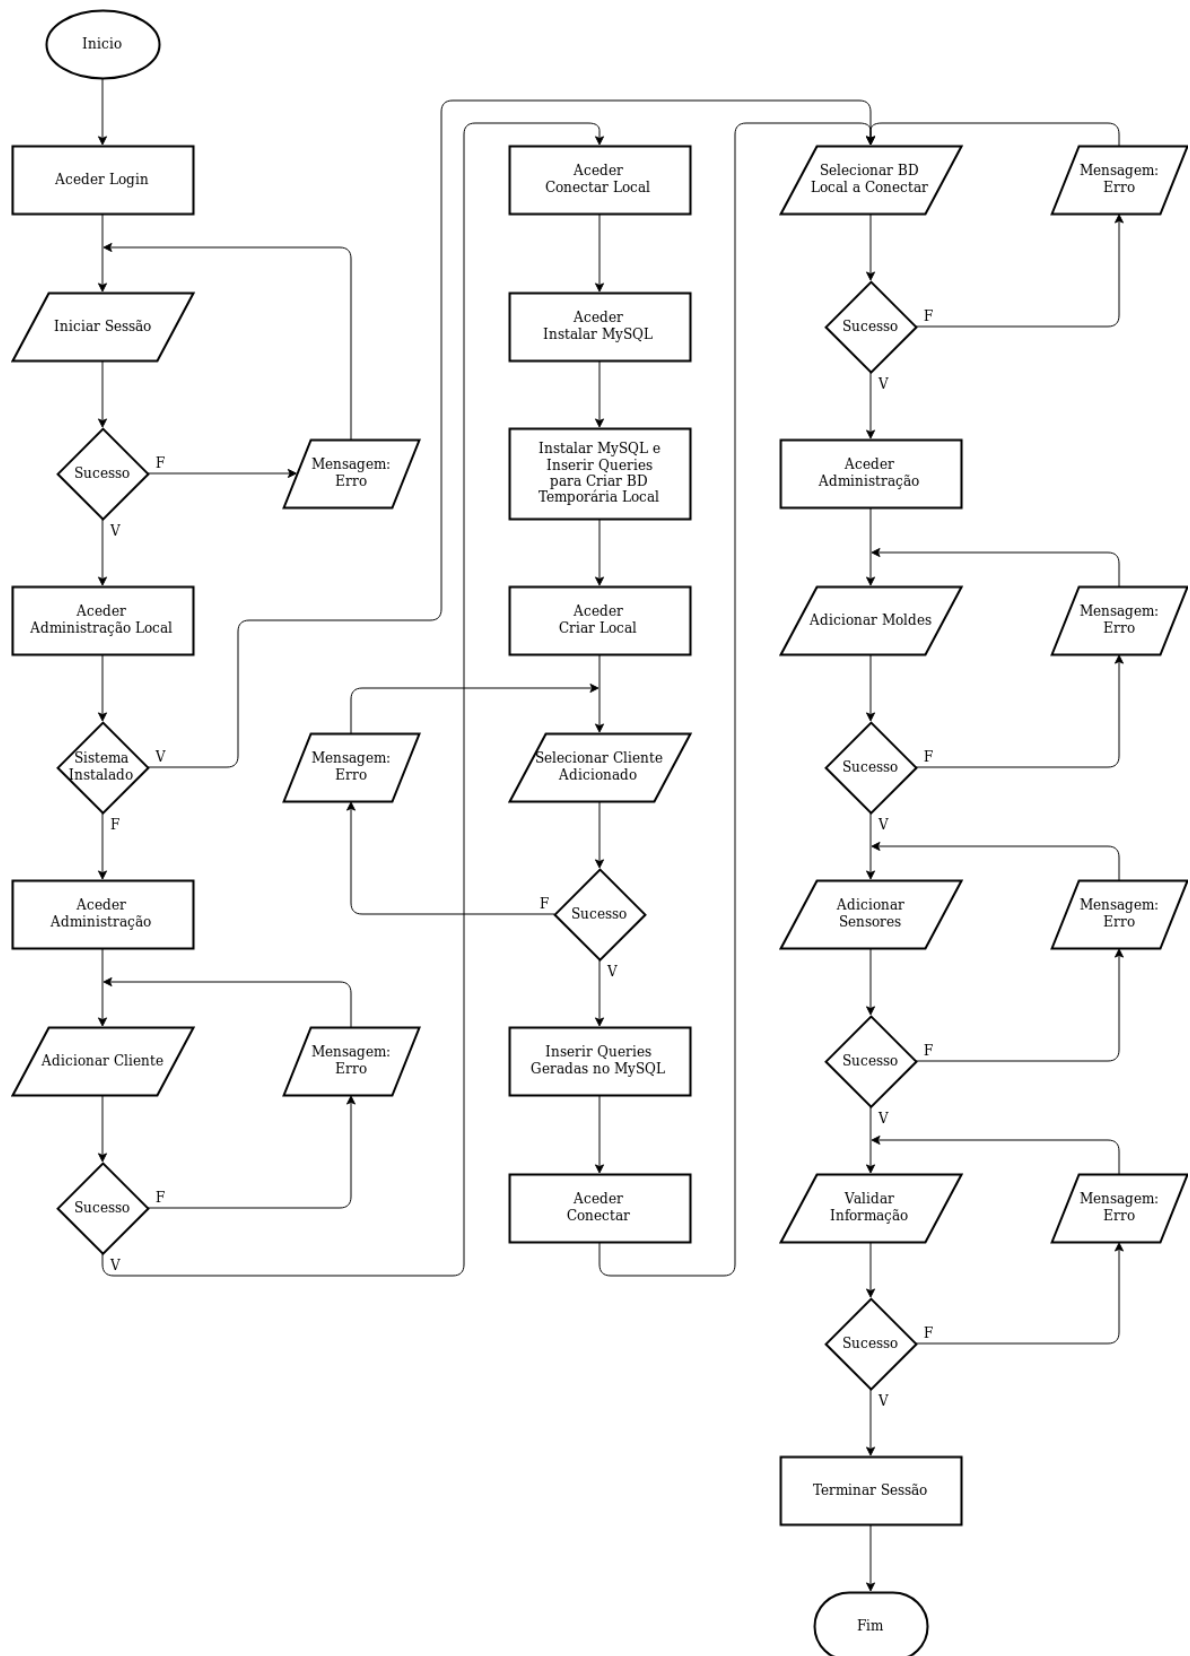 Inicio
Aceder Login
Iniciar Sessão
Sucesso
F
Mensagem:
Erro
V
Aceder
Administração Local
Sistema
Instalado
V
F
Aceder
Administração
Adicionar Cliente
Mensagem:
Erro
Sucesso
F
V
Aceder
Conectar Local
Aceder
Instalar MySQL
Instalar MySQL e
Inserir Queries
para Criar BD
Temporária Local
Aceder
Criar Local
Mensagem:
Erro
Selecionar Cliente
Adicionado
F
Sucesso
V
Inserir Queries
Geradas no MySQL
Aceder
Conectar
Selecionar BD
Local a Conectar
Mensagem:
Erro
Sucesso
F
V
Aceder
Administração
Adicionar Moldes
Mensagem:
Erro
Sucesso
F
V
Adicionar
Sensores
Mensagem:
Erro
Sucesso
F
V
Validar
Informação
Mensagem:
Erro
Sucesso
F
V
Terminar Sessão
Fim